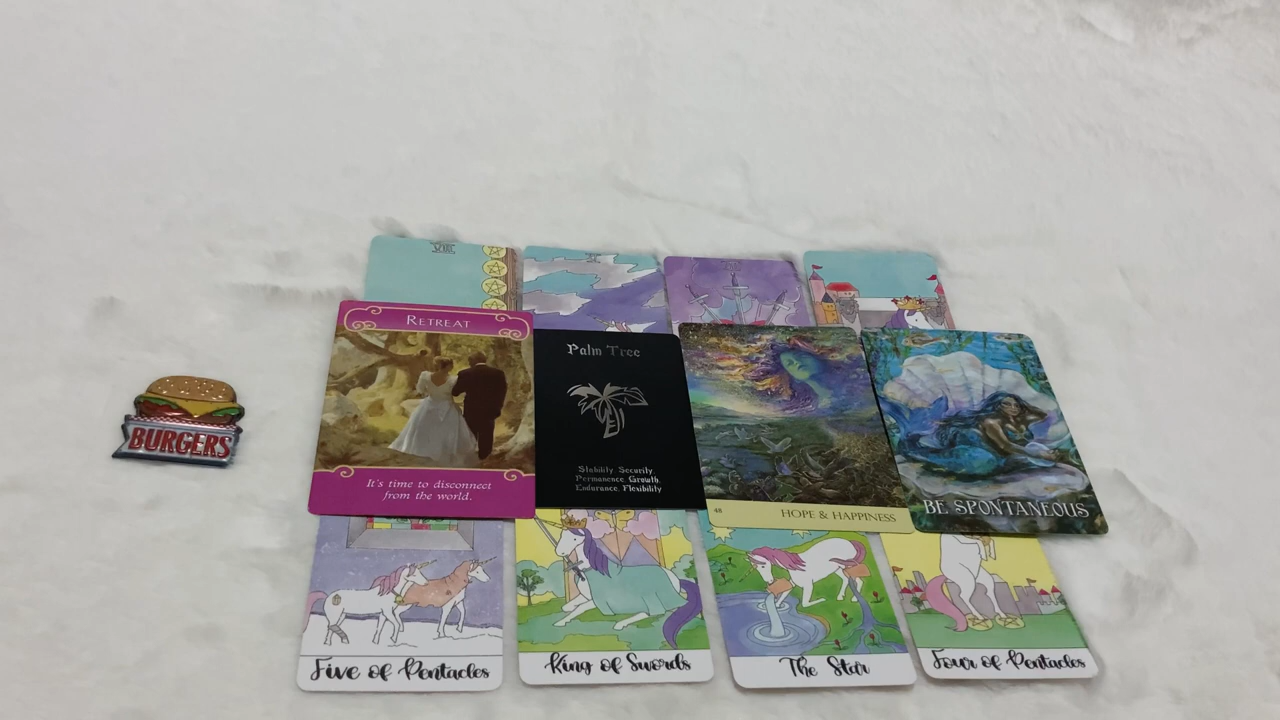 VIII
RETREAT
It's time to disconnect
from the world.
Palm Tree
Stability, Security,
Permanence, Growth,
Endurance, Flexibility
48 HOPE & HAPPINESS
BE SPONTANEOUS
BURGERS
Five of Pentacles
King of Swords
The Star
Four of Pentacles